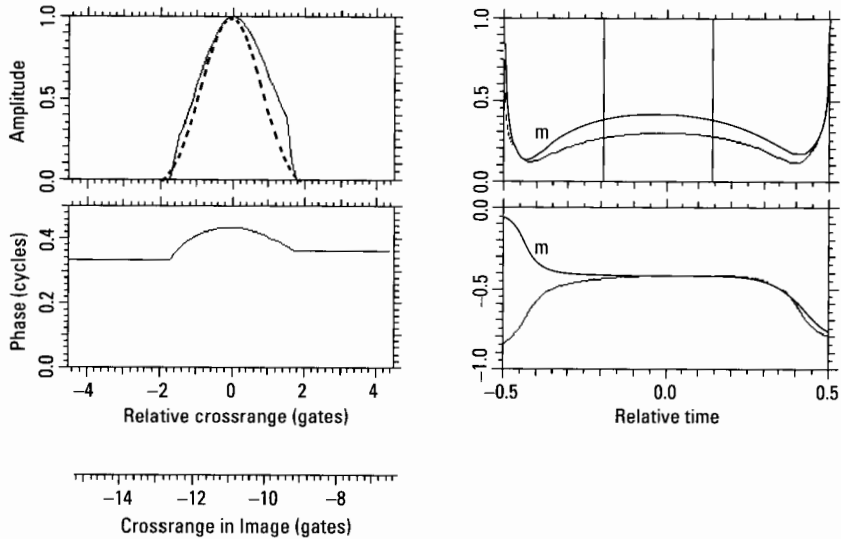 1.0
0.5
0.0
Amplitude
0.4
0.2
0.0
Phase (cycles)
−4 −2 0 2 4
Relative crossrange (gates)
−14 −12 −10 −8
Crossrange in Image (gates)
1.0
0.5
0.0
m
0.0
−0.5
−1.0
m
−0.5 0.0 0.5
Relative time